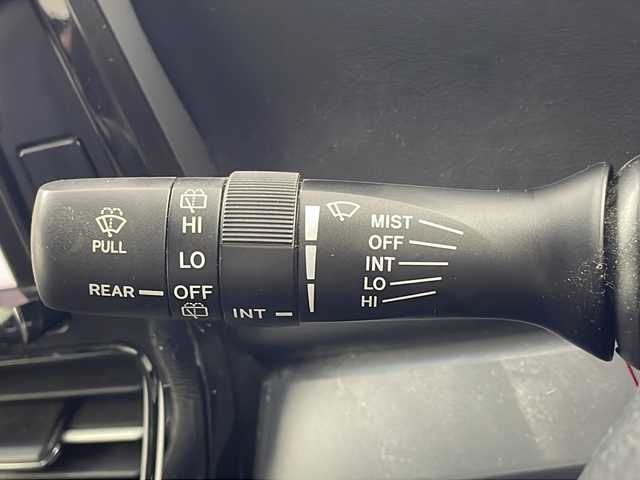 PULL
REAR
HI
LO
OFF
INT
MIST
OFF
INT
LO
HI